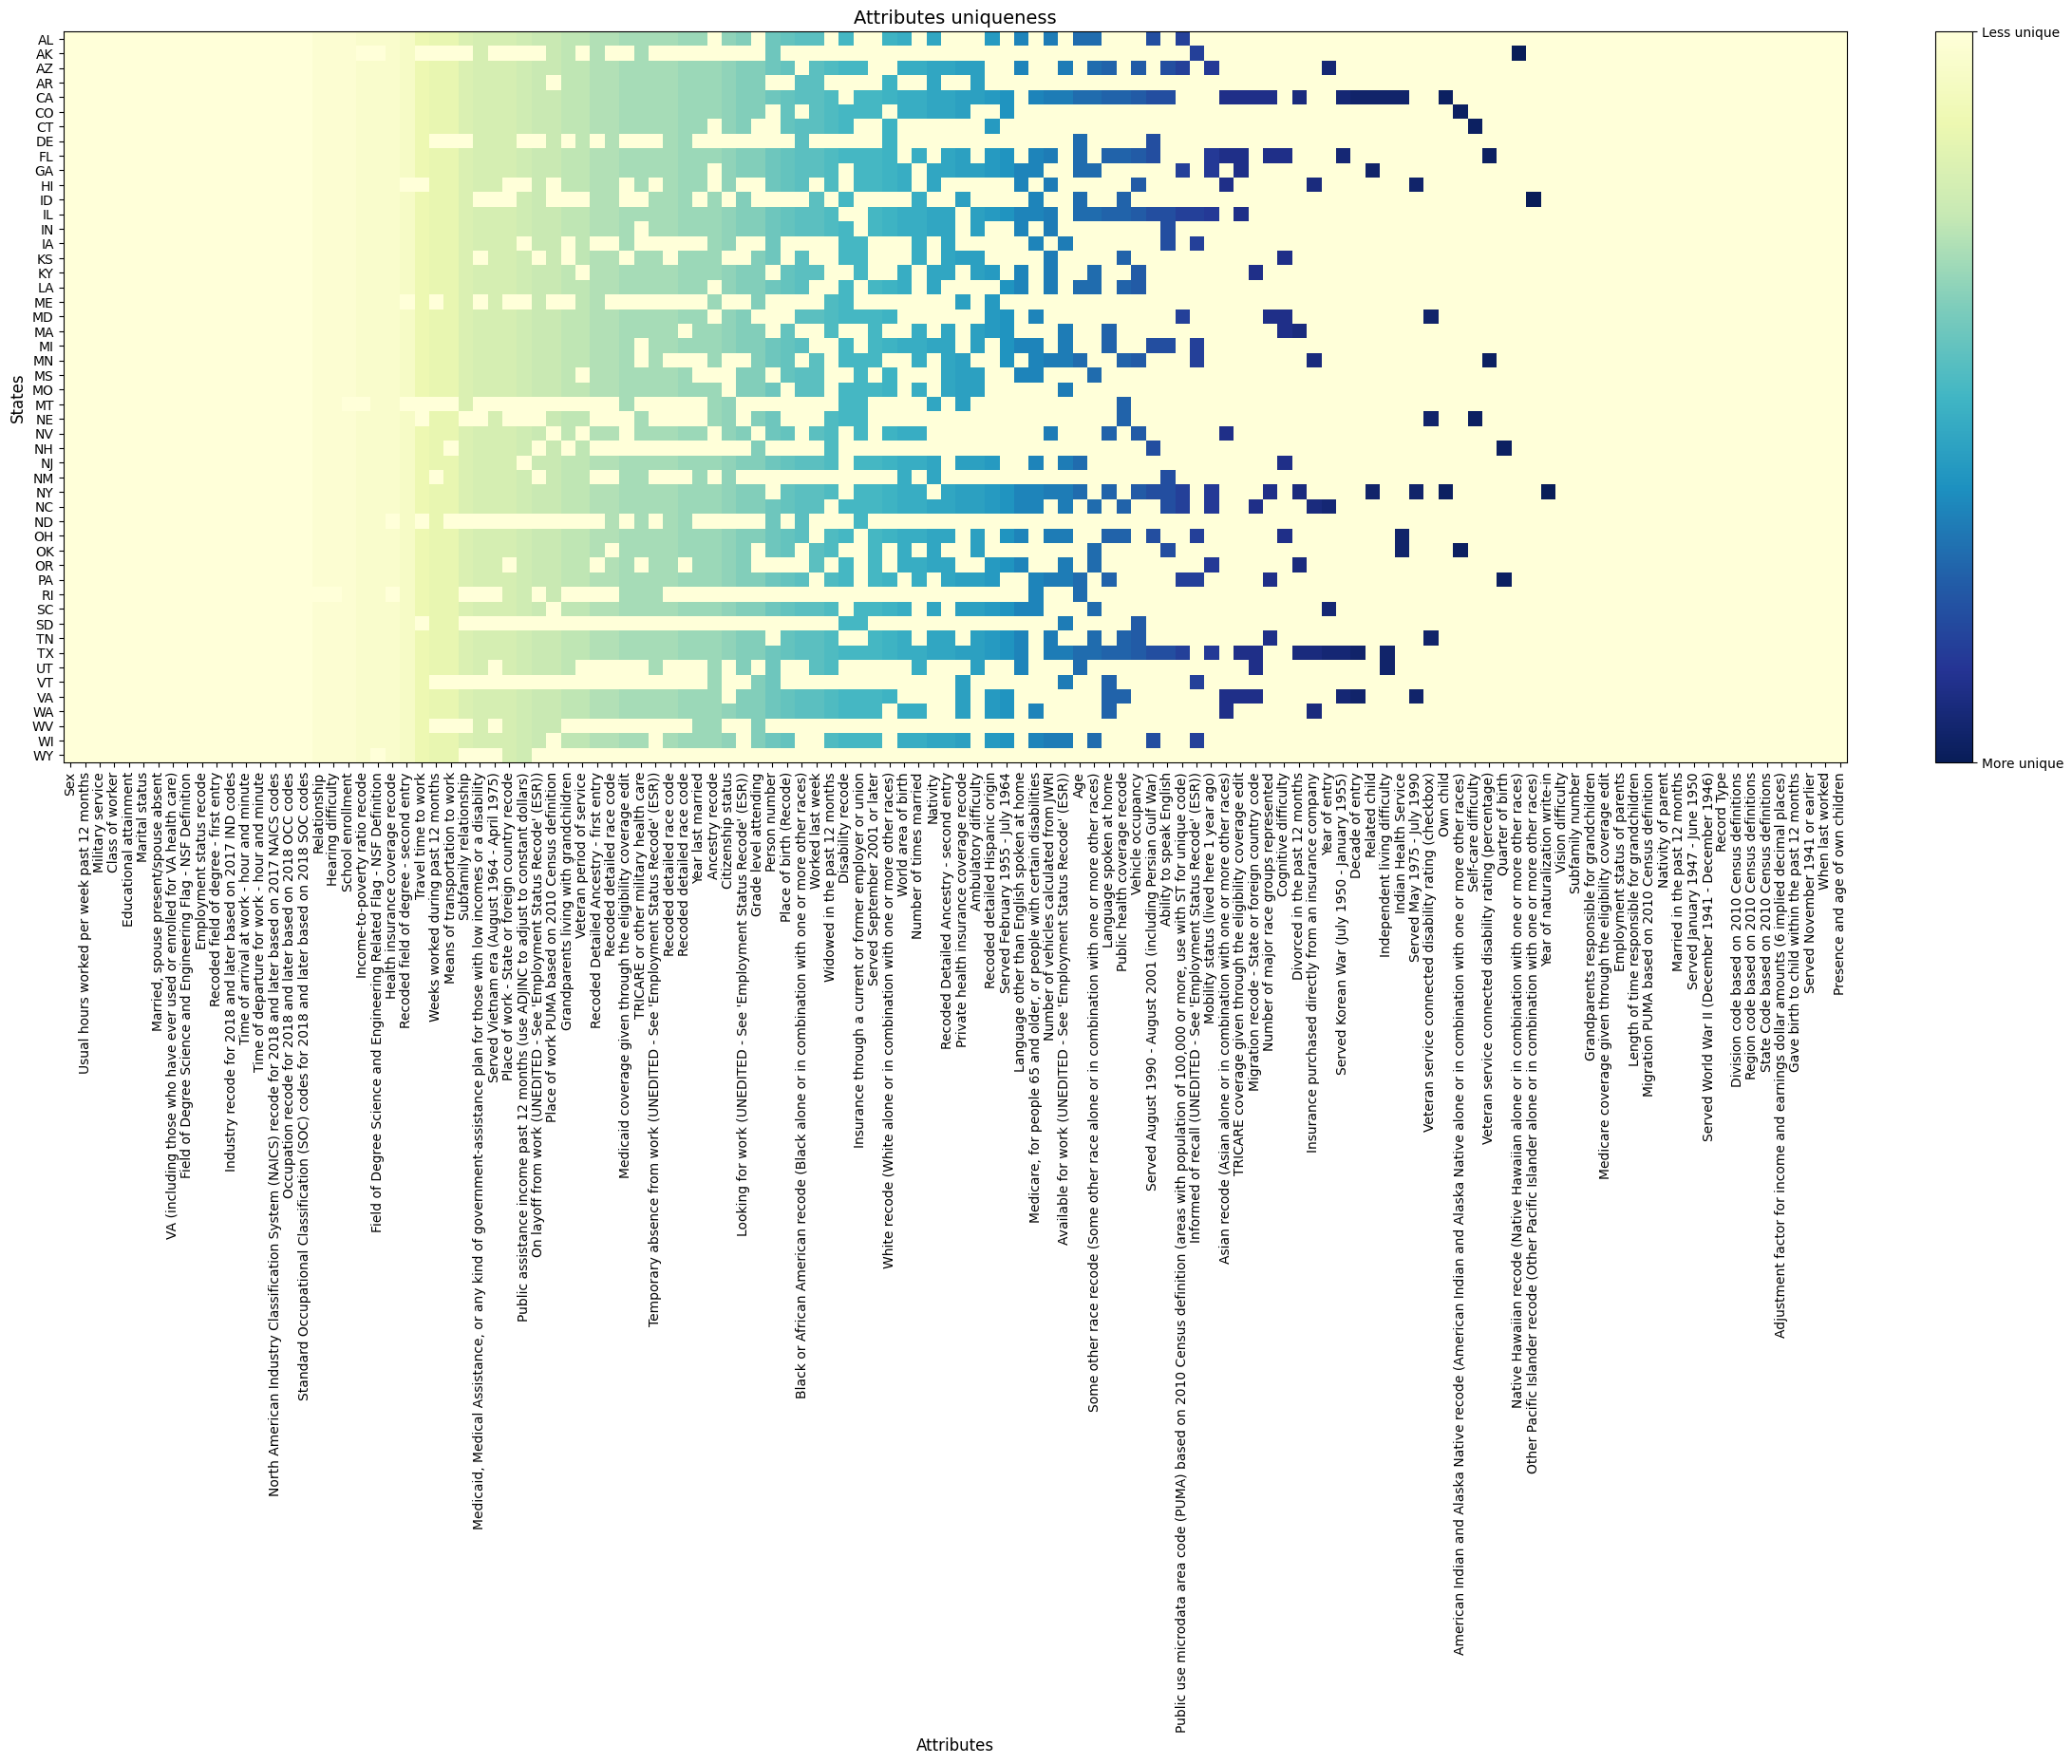 Attributes uniqueness
Less unique
More unique
States
AL
AK
AZ
AR
CA
CO
CT
DE
FL
GA
HI
ID
IL
IN
IA
KS
KY
LA
ME
MD
MA
MI
MN
MS
MO
MT
NE
NV
NH
NJ
NM
NY
NC
ND
OH
OK
OR
PA
RI
SC
SD
TN
TX
UT
VT
VA
WA
WV
WI
WY
Sex
Usual hours worked per week past 12 months
Military service
Class of worker
Educational attainment
Marital status
Married, spouse present/spouse absent
VA (including those who have ever used or enrolled for VA health care)
Field of Degree Science and Engineering Flag - NSF Definition
Employment status recode
Recoded field of degree - first entry
Industry recode for 2018 and later based on 2017 IND codes
Time of arrival at work - hour and minute
Time of departure for work - hour and minute
North American Industry Classification System (NAICS) recode for 2018 and later based on 2017 NAICS codes
Occupation recode for 2018 and later based on 2018 OCC codes
Standard Occupational Classification (SOC) codes for 2018 and later based on 2018 SOC codes
Relationship
Hearing difficulty
School enrollment
Income-to-poverty ratio recode
Field of Degree Science and Engineering Related Flag - NSF Definition
Health insurance coverage recode
Recoded field of degree - second entry
Travel time to work
Weeks worked during past 12 months
Means of transportation to work
Subfamily relationship
Medicaid, Medical Assistance, or any kind of government-assistance plan for those with low incomes or a disability
Served Vietnam era (August 1964 - April 1975)
Place of work - State or foreign country recode
Public assistance income past 12 months (use ADJINC to adjust to constant dollars)
On layoff from work (UNEDITED - See 'Employment Status Recode' (ESR))
Place of work PUMA based on 2010 Census definition
Grandparents living with grandchildren
Veteran period of service
Recoded Detailed Ancestry - first entry
Recoded detailed race code
Medicaid coverage given through the eligibility coverage edit
TRICARE or other military health care
Temporary absence from work (UNEDITED - See 'Employment Status Recode' (ESR))
Recoded detailed race code
Recoded detailed race code
Year last married
Ancestry recode
Citizenship status
Looking for work (UNEDITED - See 'Employment Status Recode' (ESR))
Grade level attending
Person number
Place of birth (Recode)
Black or African American recode (Black alone or in combination with one or more other races)
Worked last week
Widowed in the past 12 months
Disability recode
Insurance through a current or former employer or union
Served September 2001 or later
White recode (White alone or in combination with one or more other races)
World area of birth
Number of times married
Nativity
Recoded Detailed Ancestry - second entry
Private health insurance coverage recode
Ambulatory difficulty
Recoded detailed Hispanic origin
Served February 1955 - July 1964
Language other than English spoken at home
Medicare, for people 65 and older, or people with certain disabilities
Number of vehicles calculated from JWRI
Available for work (UNEDITED - See 'Employment Status Recode' (ESR))
Age
Some other race recode (Some other race alone or in combination with one or more other races)
Language spoken at home
Public health coverage recode
Vehicle occupancy
Served August 1990 - August 2001 (including Persian Gulf War)
Ability to speak English
Public use microdata area code (PUMA) based on 2010 Census definition (areas with population of 100,000 or more, use with ST for unique code)
Informed of recall (UNEDITED - See 'Employment Status Recode' (ESR))
Mobility status (lived here 1 year ago)
Asian recode (Asian alone or in combination with one or more other races)
TRICARE coverage given through the eligibility coverage edit
Migration recode - State or foreign country code
Number of major race groups represented
Cognitive difficulty
Divorced in the past 12 months
Insurance purchased directly from an insurance company
Year of entry
Served Korean War (July 1950 - January 1955)
Decade of entry
Related child
Independent living difficulty
Indian Health Service
Served May 1975 - July 1990
Veteran service connected disability rating (checkbox)
Own child
American Indian and Alaska Native recode (American Indian and Alaska Native alone or in combination with one or more other races)
Self-care difficulty
Veteran service connected disability rating (percentage)
Quarter of birth
Native Hawaiian recode (Native Hawaiian alone or in combination with one or more other races)
Other Pacific Islander recode (Other Pacific Islander alone or in combination with one or more other races)
Year of naturalization write-in
Vision difficulty
Subfamily number
Grandparents responsible for grandchildren
Medicare coverage given through the eligibility coverage edit
Employment status of parents
Length of time responsible for grandchildren
Migration PUMA based on 2010 Census definition
Nativity of parent
Married in the past 12 months
Served January 1947 - June 1950
Served World War II (December 1941 - December 1946)
Record Type
Division code based on 2010 Census definitions
Region code based on 2010 Census definitions
State Code based on 2010 Census definitions
Adjustment factor for income and earnings dollar amounts (6 implied decimal places)
Gave birth to child within the past 12 months
Served November 1941 or earlier
When last worked
Presence and age of own children
Attributes